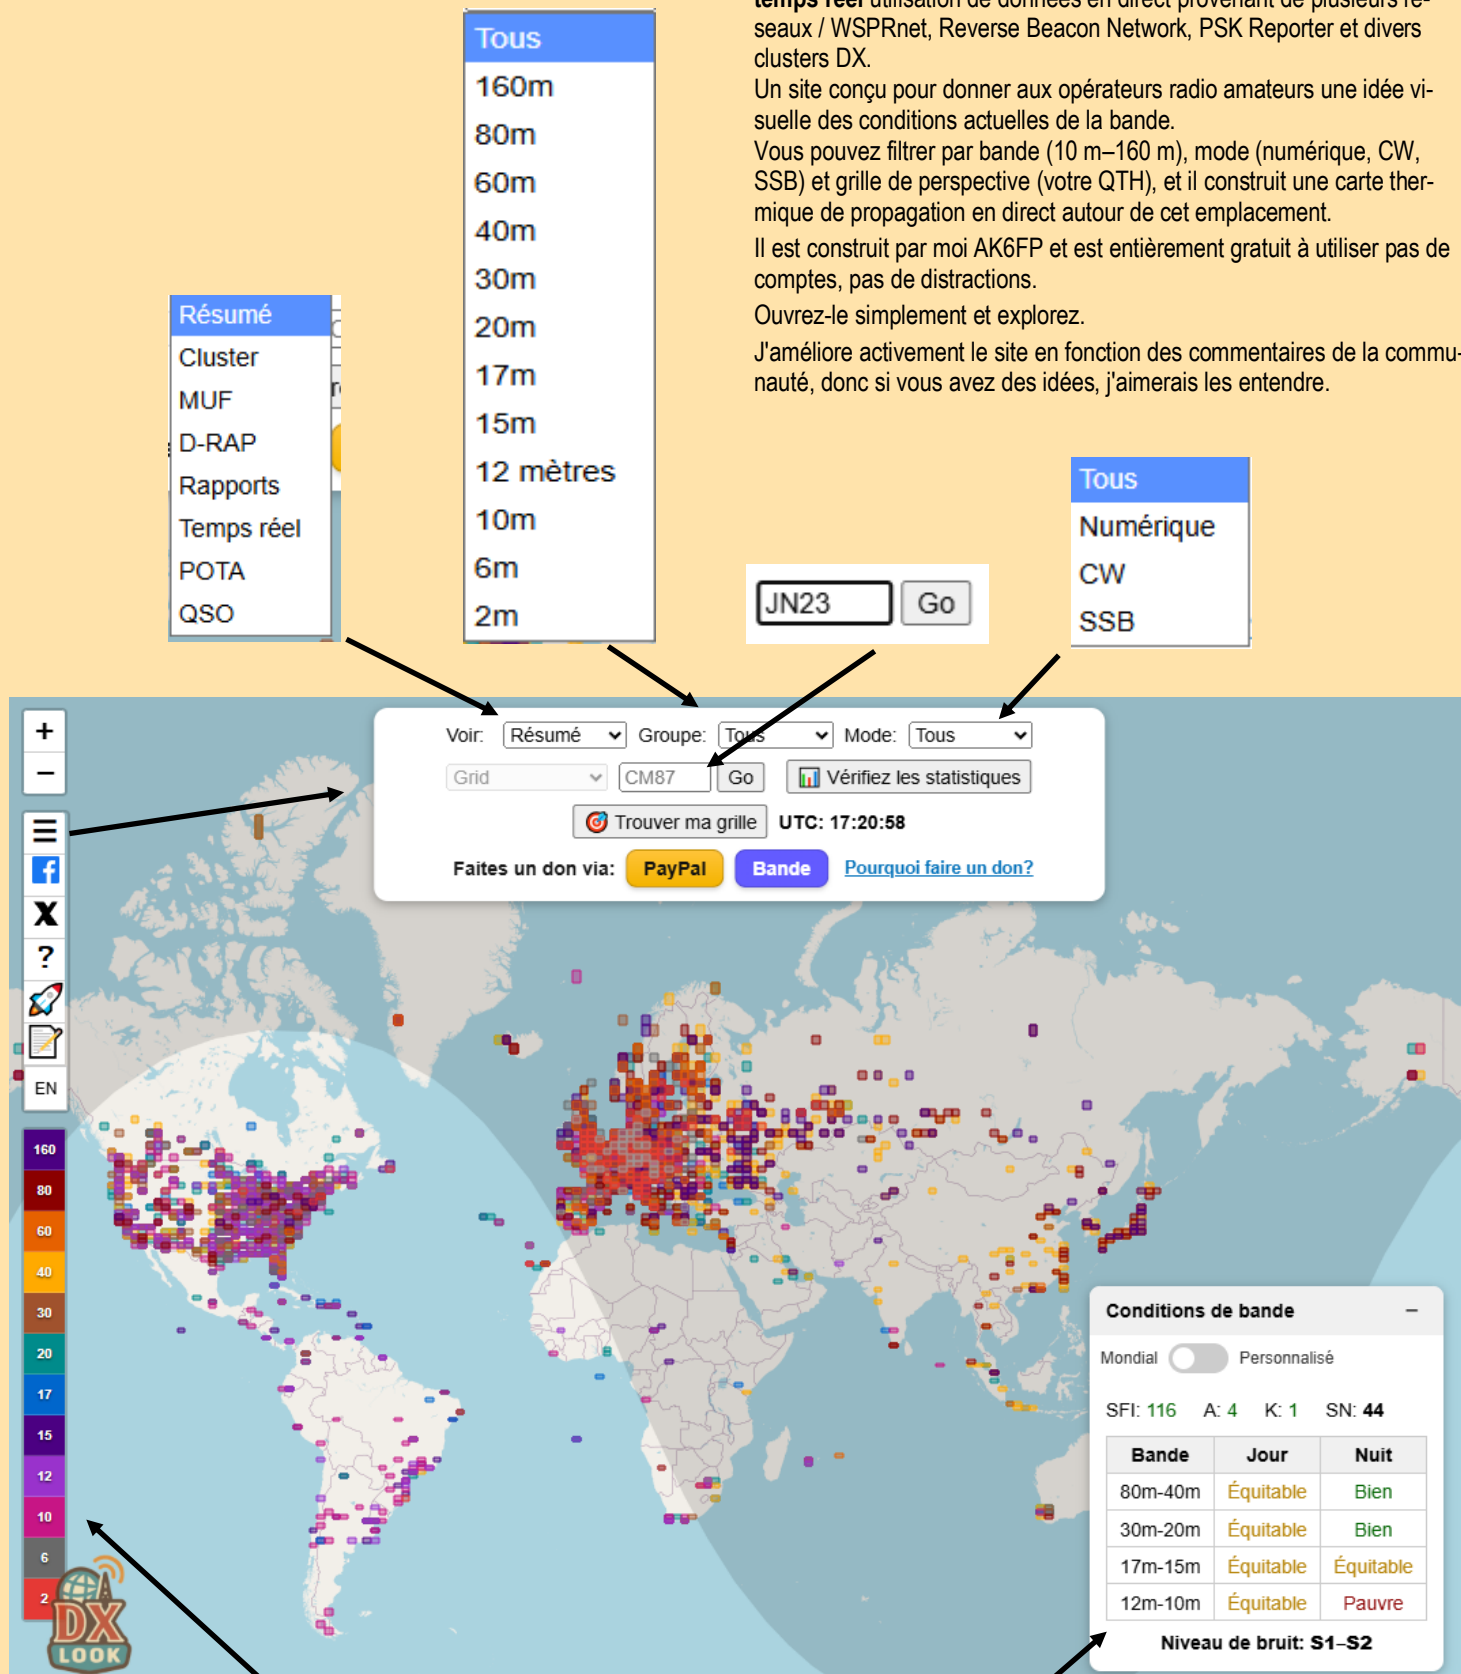 temps réel utilisation de données en direct provenant de plusieurs ré-
seaux / WSPRnet, Reverse Beacon Network, PSK Reporter et divers
clusters DX.
Un site conçu pour donner aux opérateurs radio amateurs une idée vi-
suelle des conditions actuelles de la bande.
Vous pouvez filtrer par bande (10 m–160 m), mode (numérique, CW,
SSB) et grille de perspective (votre QTH), et il construit une carte ther-
mique de propagation en direct autour de cet emplacement.
Il est construit par moi AK6FP et est entièrement gratuit à utiliser pas de
comptes, pas de distractions.
Ouvrez-le simplement et explorez.
J'améliore activement le site en fonction des commentaires de la commu-
nauté, donc si vous avez des idées, j'aimerais les entendre.
Tous
160m
80m
60m
40m
30m
20m
17m
15m
12 mètres
10m
6m
2m
Résumé
Cluster
MUF
D-RAP
Rapports
Temps réel
POTA
QSO
JN23 Go
Tous
Numérique
CW
SSB
Voir: Résumé Groupe: Tous Mode: Tous
Grid CM87 Go Vérifiez les statistiques
Trouver ma grille UTC: 17:20:58
Faites un don via: PayPal Bande Pourquoi faire un don?
+
−
☰
f
X
?
EN
160
80
60
40
30
20
17
15
12
10
6
2
DX
LOOK
Conditions de bande −
Mondial Personnalisé
SFI: 116 A: 4 K: 1 SN: 44
Bande Jour Nuit
80m-40m Équitable Bien
30m-20m Équitable Bien
17m-15m Équitable Équitable
12m-10m Équitable Pauvre
Niveau de bruit: S1–S2